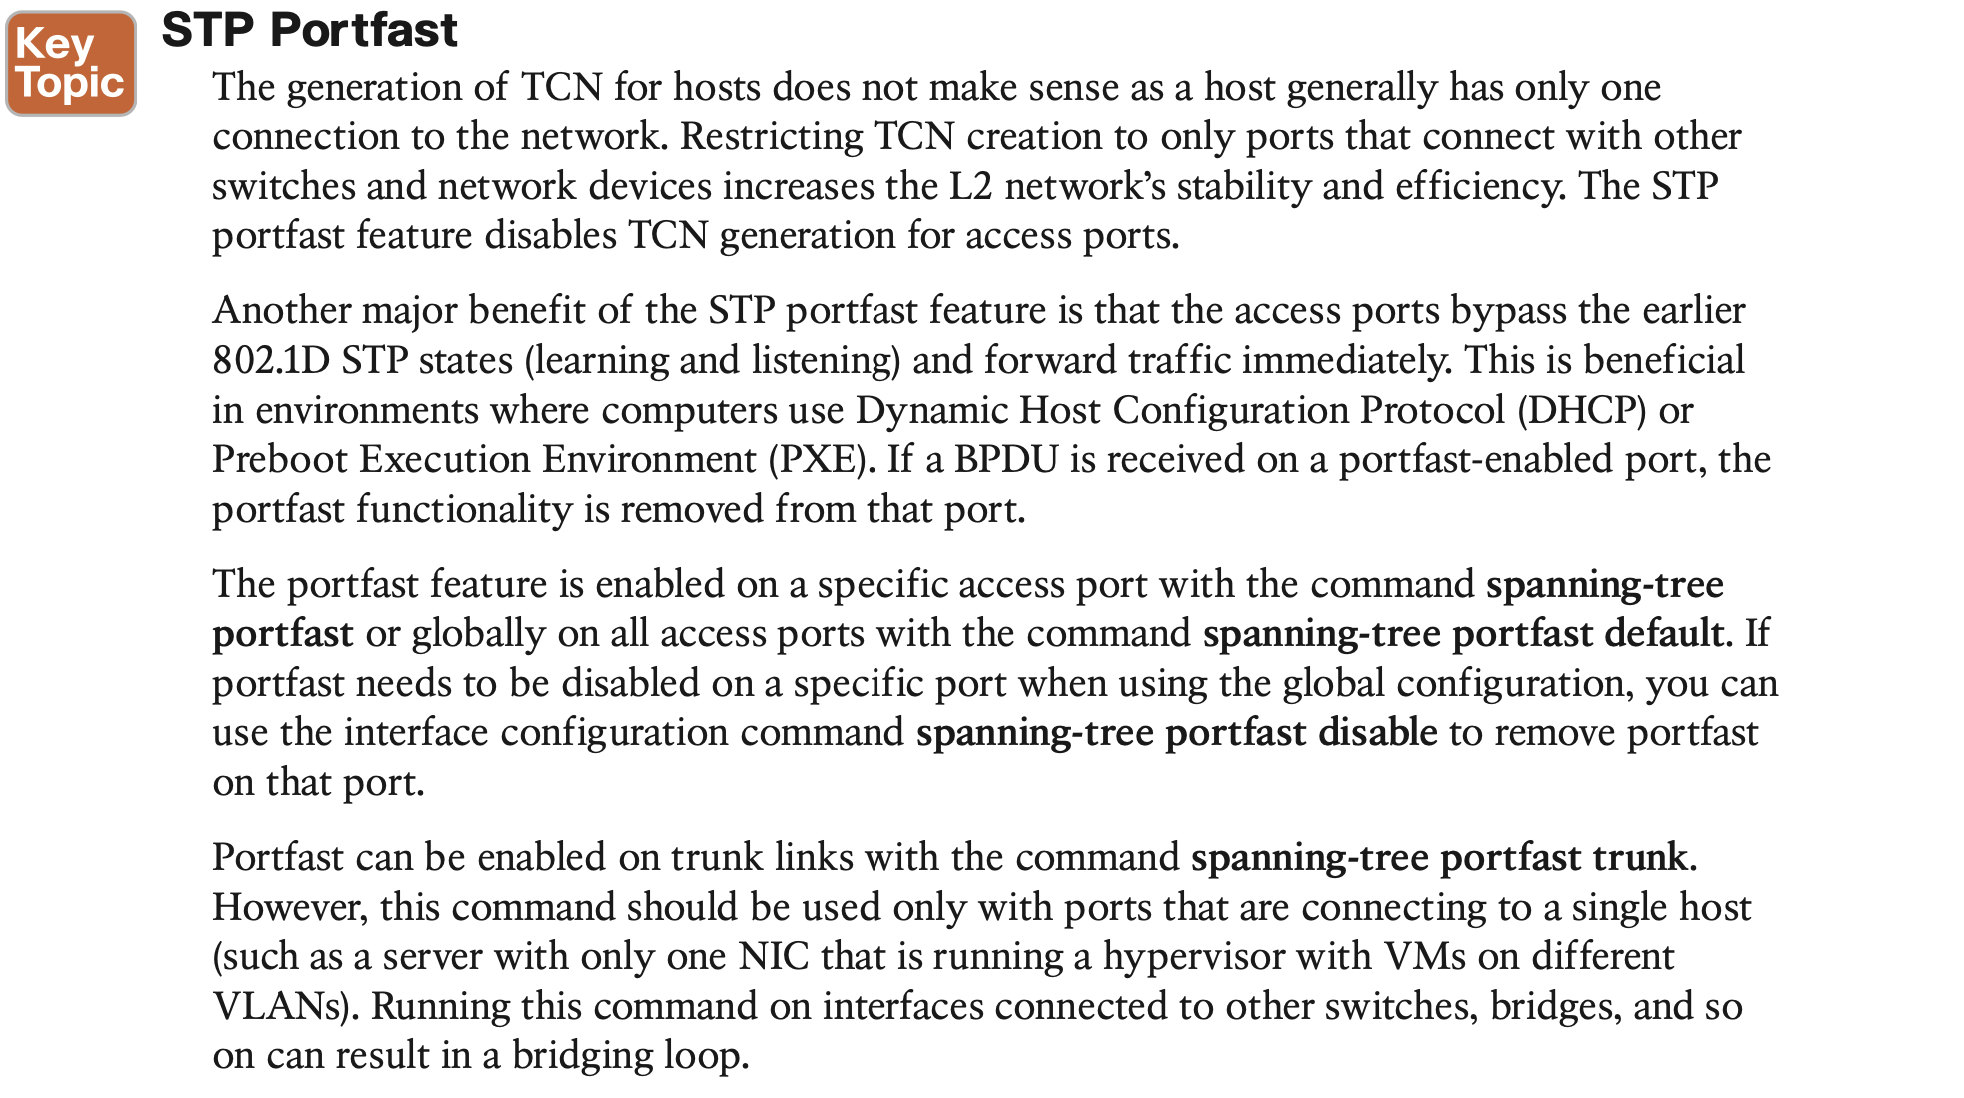 Key
Topic
STP Portfast
The generation of TCN for hosts does not make sense as a host generally has only one
connection to the network. Restricting TCN creation to only ports that connect with other
switches and network devices increases the L2 network’s stability and efficiency. The STP
portfast feature disables TCN generation for access ports.
Another major benefit of the STP portfast feature is that the access ports bypass the earlier
802.1D STP states (learning and listening) and forward traffic immediately. This is beneficial
in environments where computers use Dynamic Host Configuration Protocol (DHCP) or
Preboot Execution Environment (PXE). If a BPDU is received on a portfast-enabled port, the
portfast functionality is removed from that port.
The portfast feature is enabled on a specific access port with the command spanning-tree
portfast or globally on all access ports with the command spanning-tree portfast default. If
portfast needs to be disabled on a specific port when using the global configuration, you can
use the interface configuration command spanning-tree portfast disable to remove portfast
on that port.
Portfast can be enabled on trunk links with the command spanning-tree portfast trunk.
However, this command should be used only with ports that are connecting to a single host
(such as a server with only one NIC that is running a hypervisor with VMs on different
VLANs). Running this command on interfaces connected to other switches, bridges, and so
on can result in a bridging loop.